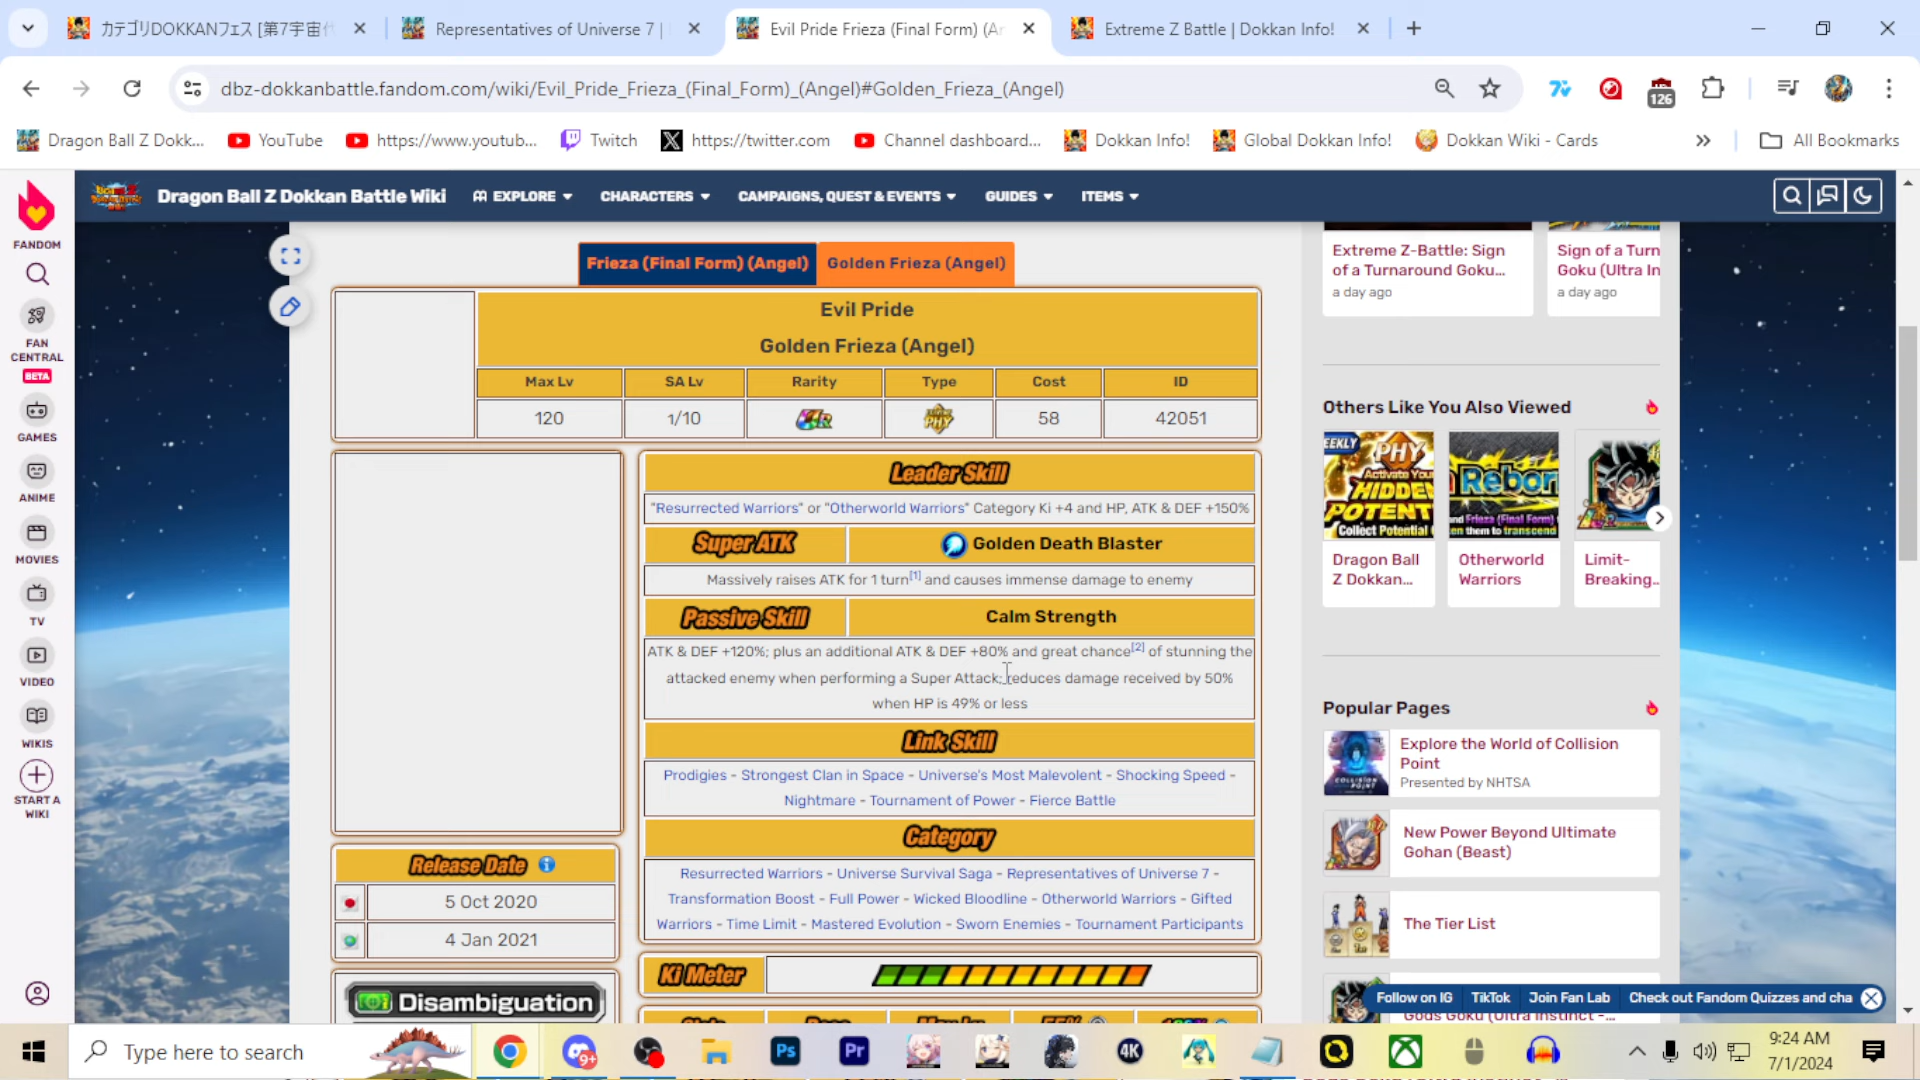 カテゴリDOKKANフェス [第7宇宙代
Representatives of Universe 7 |
Evil Pride Frieza (Final Form) (An
Extreme Z Battle | Dokkan Info!
dbz-dokkanbattle.fandom.com/wiki/Evil_Pride_Frieza_(Final_Form)_(Angel)#Golden_Frieza_(Angel)
126
Dragon Ball Z Dokk...
YouTube
https://www.youtub...
Twitch
https://twitter.com
Channel dashboard...
Dokkan Info!
Global Dokkan Info!
Dokkan Wiki - Cards
All Bookmarks
Dragon Ball Z Dokkan Battle Wiki
EXPLORE
CHARACTERS
CAMPAIGNS, QUEST & EVENTS
GUIDES
ITEMS
FANDOM
FAN
CENTRAL
BETA
GAMES
ANIME
MOVIES
TV
VIDEO
WIKIS
START A
WIKI
Frieza (Final Form) (Angel)
Golden Frieza (Angel)
Evil Pride
Golden Frieza (Angel)
Max Lv SA Lv Rarity Type Cost ID
120 1/10 UR PHY 58 42051
Leader Skill
"Resurrected Warriors" or "Otherworld Warriors" Category Ki +4 and HP, ATK & DEF +150%
Super ATK
Golden Death Blaster
Massively raises ATK for 1 turn[1] and causes immense damage to enemy
Passive Skill
Calm Strength
ATK & DEF +120%; plus an additional ATK & DEF +80% and great chance[2] of stunning the
attacked enemy when performing a Super Attack; reduces damage received by 50%
when HP is 49% or less
Link Skill
Prodigies - Strongest Clan in Space - Universe's Most Malevolent - Shocking Speed -
Nightmare - Tournament of Power - Fierce Battle
Category
Resurrected Warriors - Universe Survival Saga - Representatives of Universe 7 -
Transformation Boost - Full Power - Wicked Bloodline - Otherworld Warriors - Gifted
Warriors - Time Limit - Mastered Evolution - Sworn Enemies - Tournament Participants
Ki Meter
Release Date
5 Oct 2020
4 Jan 2021
Disambiguation
Extreme Z-Battle: Sign
of a Turnaround Goku...
a day ago
Sign of a Turn
Goku (Ultra In
a day ago
Others Like You Also Viewed
Dragon Ball
Z Dokkan...
Otherworld
Warriors
Limit-
Breaking...
Popular Pages
Explore the World of Collision
Point
Presented by NHTSA
New Power Beyond Ultimate
Gohan (Beast)
The Tier List
Gods Goku (Ultra Instinct -...
Follow on IG
TikTok
Join Fan Lab
Check out Fandom Quizzes and cha
Type here to search
9+
Ps
Pr
4K
9:24 AM
7/1/2024